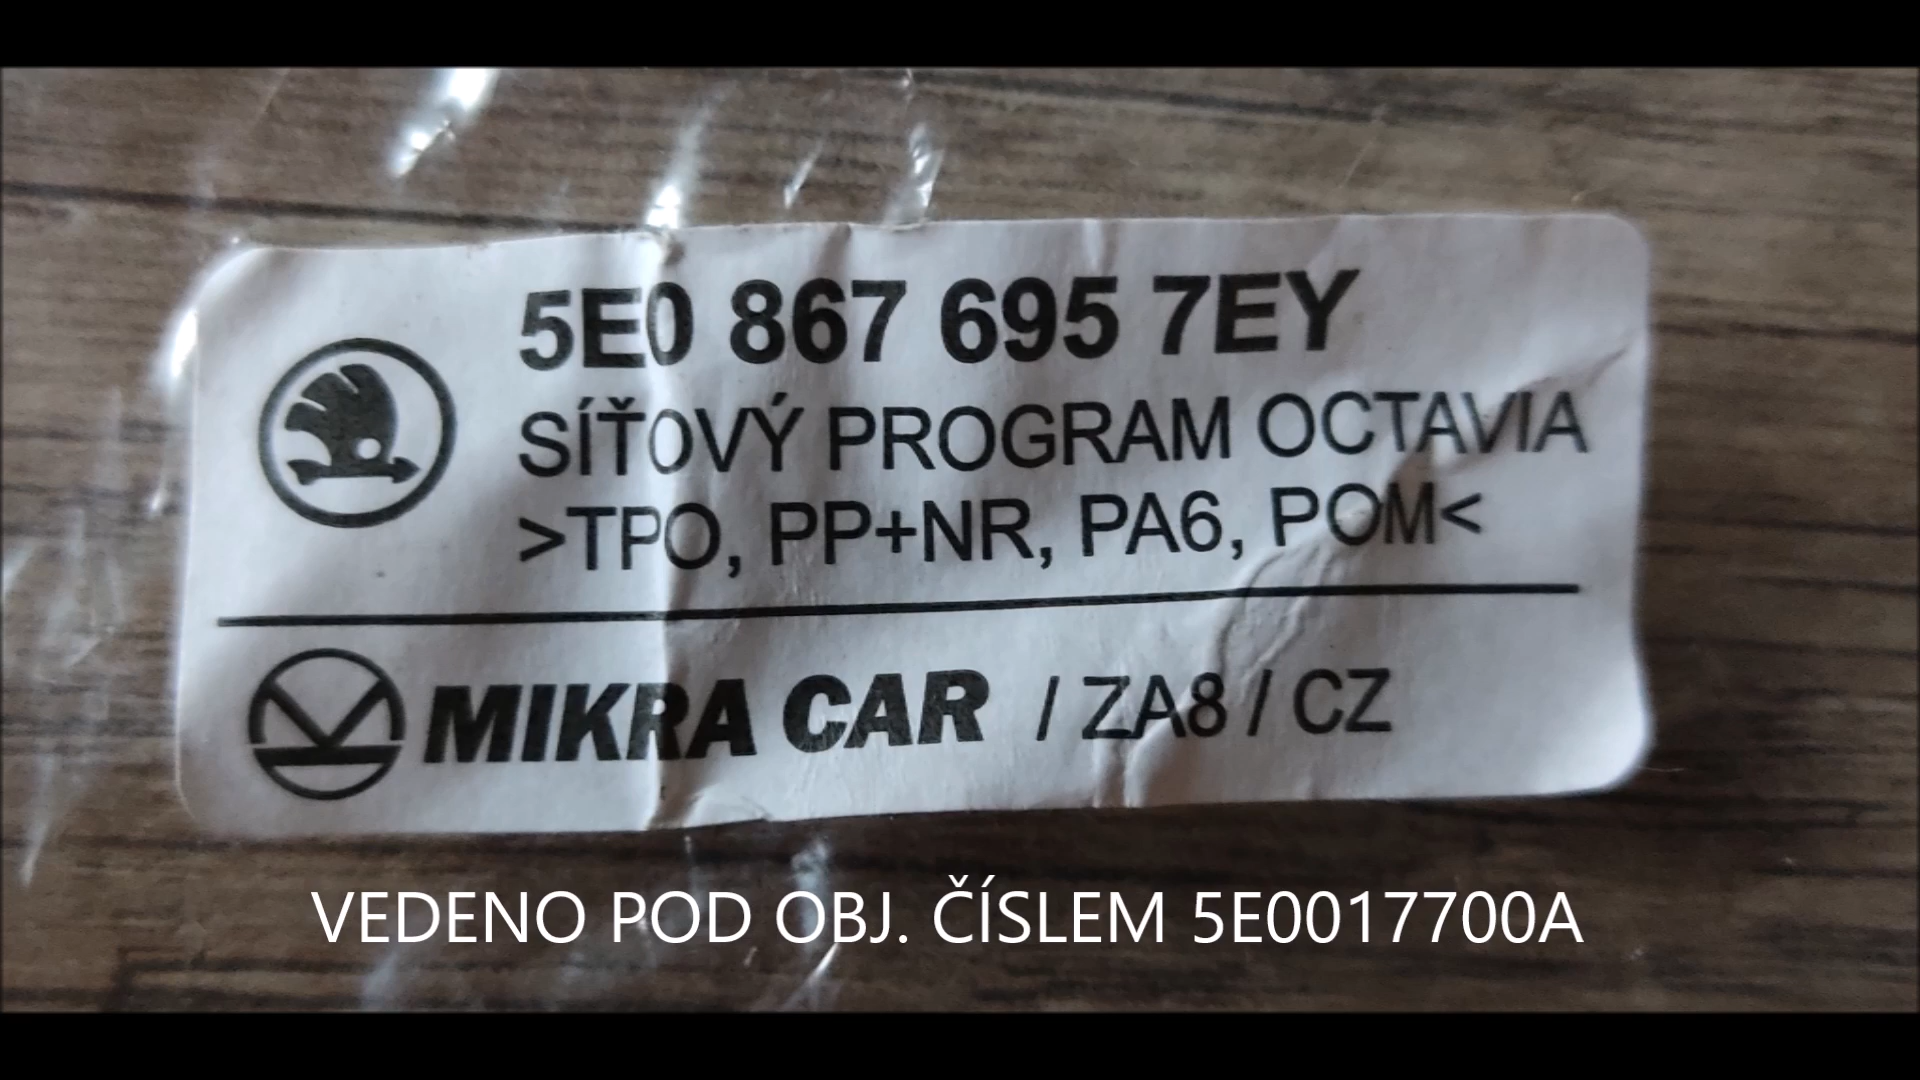 5E0 867 695 7EY
SÍŤOVÝ PROGRAM OCTAVIA
>TPO, PP+NR, PA6, POM<
MIKRA CAR / ZA8 / CZ
VEDENO POD OBJ. ČÍSLEM 5E0017700A